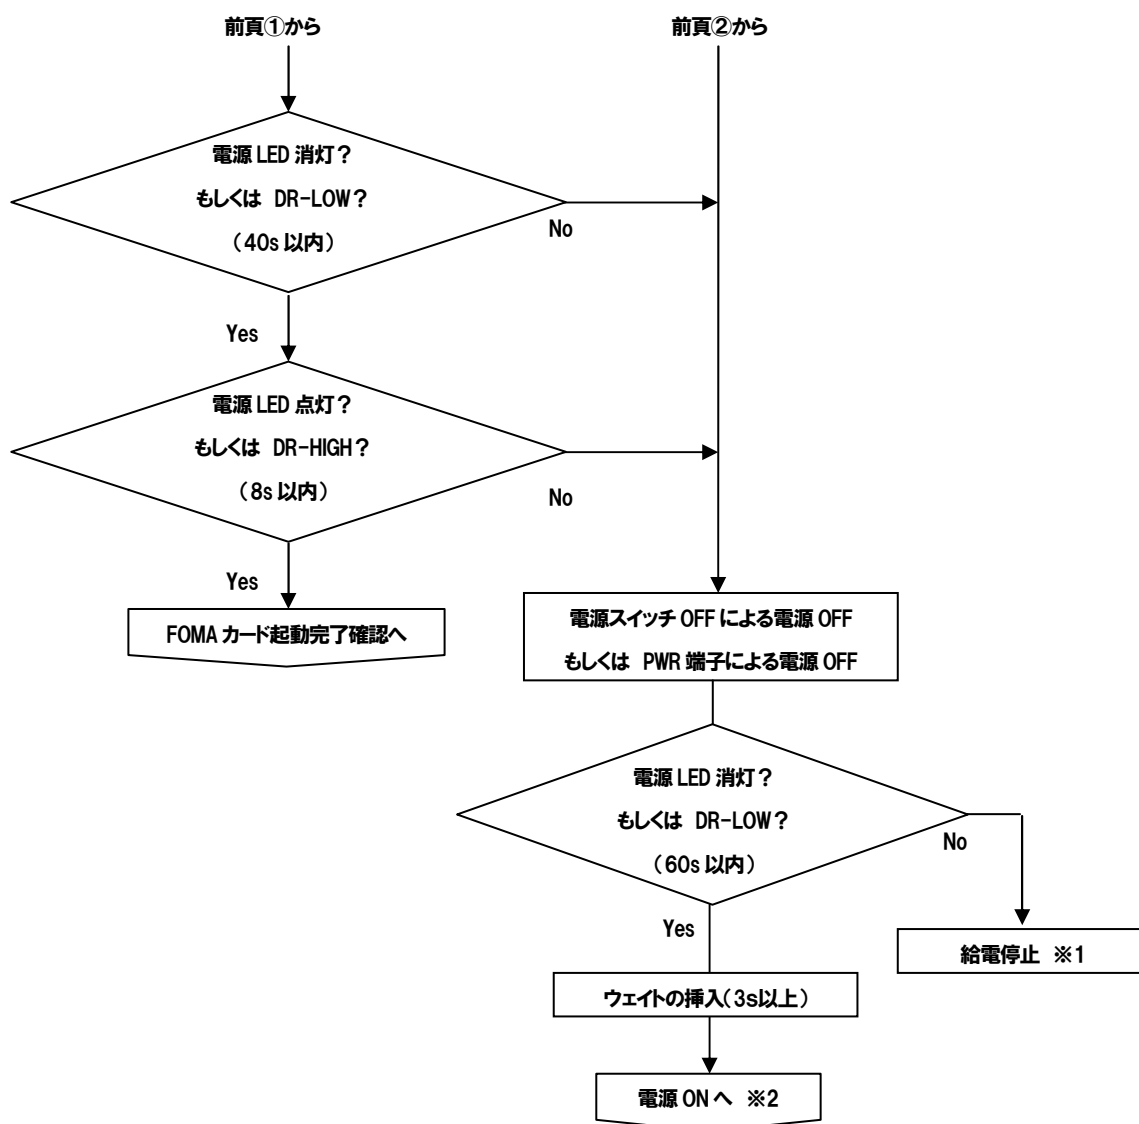 前頁①から
前頁②から
電源 LED 消灯？
もしくは DR-LOW？
（40s 以内）
No
Yes
電源 LED 点灯？
もしくは DR-HIGH？
（8s 以内）
No
Yes
FOMA カード起動完了確認へ
電源スイッチ OFF による電源 OFF
もしくは PWR 端子による電源 OFF
電源 LED 消灯？
もしくは DR-LOW？
（60s 以内）
No
Yes
給電停止 ※1
ウェイトの挿入（3s以上）
電源 ON へ ※2